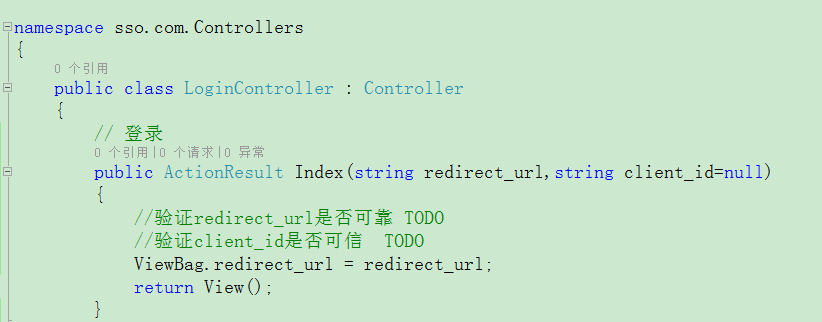 namespace sso.com.Controllers
{
0 个引用
public class LoginController : Controller
{
// 登录
0 个引用|0 个请求|0 异常
public ActionResult Index(string redirect_url,string client_id=null)
{
//验证redirect_url是否可靠 TODO
//验证client_id是否可信  TODO
ViewBag.redirect_url = redirect_url;
return View();
}